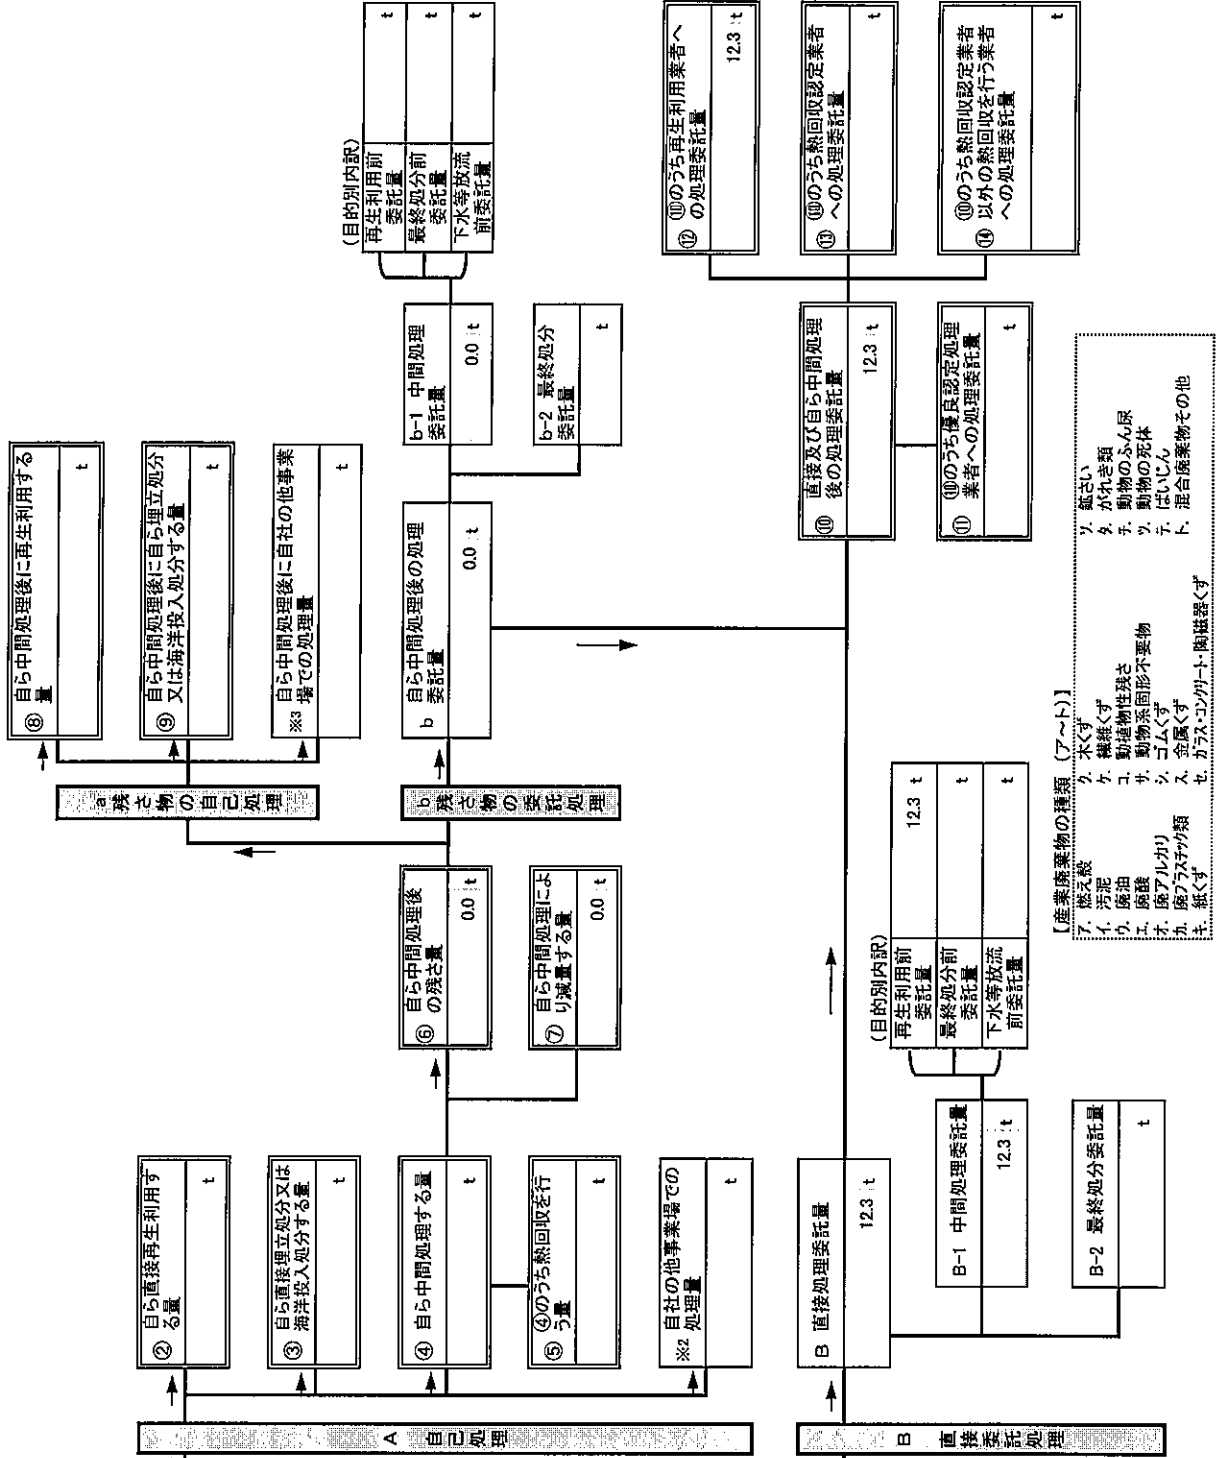 A 自己処理
② 自ら直接再生利用す
る量
t
③ 自ら直接埋立処分又は
海洋投入処分する量
t
④ 自ら中間処理する量
t
⑤ ④のうち熱回収を行
う量
t
※2 自社の他事業場での
処理量
t
⑥ 自ら中間処理後
の残さ量
0.0 t
⑦ 自ら中間処理によ
り減量する量
0.0 t
a 残さ物の自己処理
⑧ 自ら中間処理後に再生利用する
量
t
⑨ 自ら中間処理後に自ら埋立処分
又は海洋投入処分する量
t
※3 自ら中間処理後に自社の他事業
場での処理量
t
b 残さ物の委託処理
b 自ら中間処理後の処理
委託量
0.0 t
b-1 中間処理
委託量
0.0 t
b-2 最終処分
委託量
t
(目的別内訳)
再生利用前
委託量
t
最終処分前
委託量
t
下水等放流
前委託量
t
B 直接委託処理
B 直接処理委託量
12.3 t
B-1 中間処理委託量
12.3 t
B-2 最終処分委託量
t
(目的別内訳)
再生利用前
委託量
12.3 t
最終処分前
委託量
t
下水等放流
前委託量
t
⑩ 直接及び自ら中間処理
後の処理委託量
12.3 t
⑪ ⑩のうち優良認定処理
業者への処理委託量
t
⑫ ⑩のうち再生利用業者へ
の処理委託量
12.3 t
⑬ ⑩のうち熱回収認定業者
への処理委託量
t
⑭ ⑩のうち熱回収認定業者
以外の熱回収を行う業者
への処理委託量
t
【産業廃棄物の種類 (ア～ト)】
ア. 燃え殻
イ. 汚泥
ウ. 廃油
エ. 廃酸
オ. 廃アルカリ
カ. 廃プラスチック類
キ. 紙くず
ク. 木くず
ケ. 繊維くず
コ. 動植物性残さ
サ. 動物系固形不要物
シ. ゴムくず
ス. 金属くず
セ. ガラス・コンクリート・陶磁器くず
ソ. 鉱さい
タ. がれき類
チ. 動物のふん尿
ツ. 動物の死体
テ. ばいじん
ト. 混合廃棄物その他